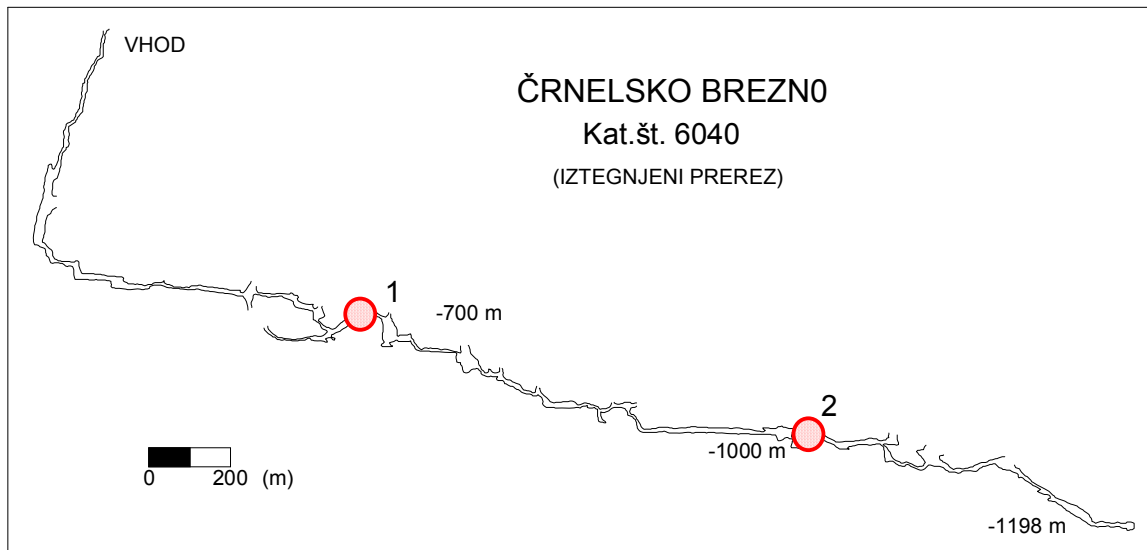 VHOD
ČRNELSKO BREZN0
Kat.št. 6040
(IZTEGNJENI PREREZ)
1
-700 m
2
-1000 m
0 200 (m)
-1198 m